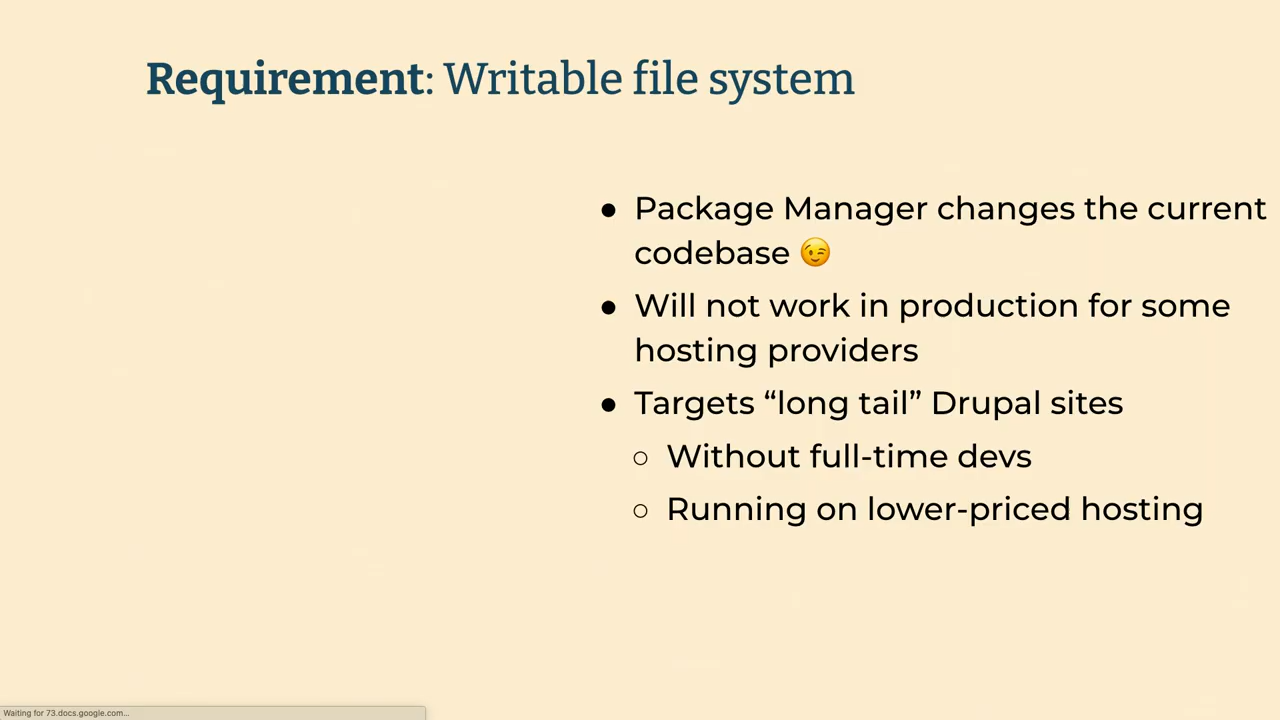 Requirement: Writable file system
● Package Manager changes the current
codebase 😉
● Will not work in production for some
hosting providers
● Targets “long tail” Drupal sites
○ Without full-time devs
○ Running on lower-priced hosting
Waiting for 73.docs.google.com...